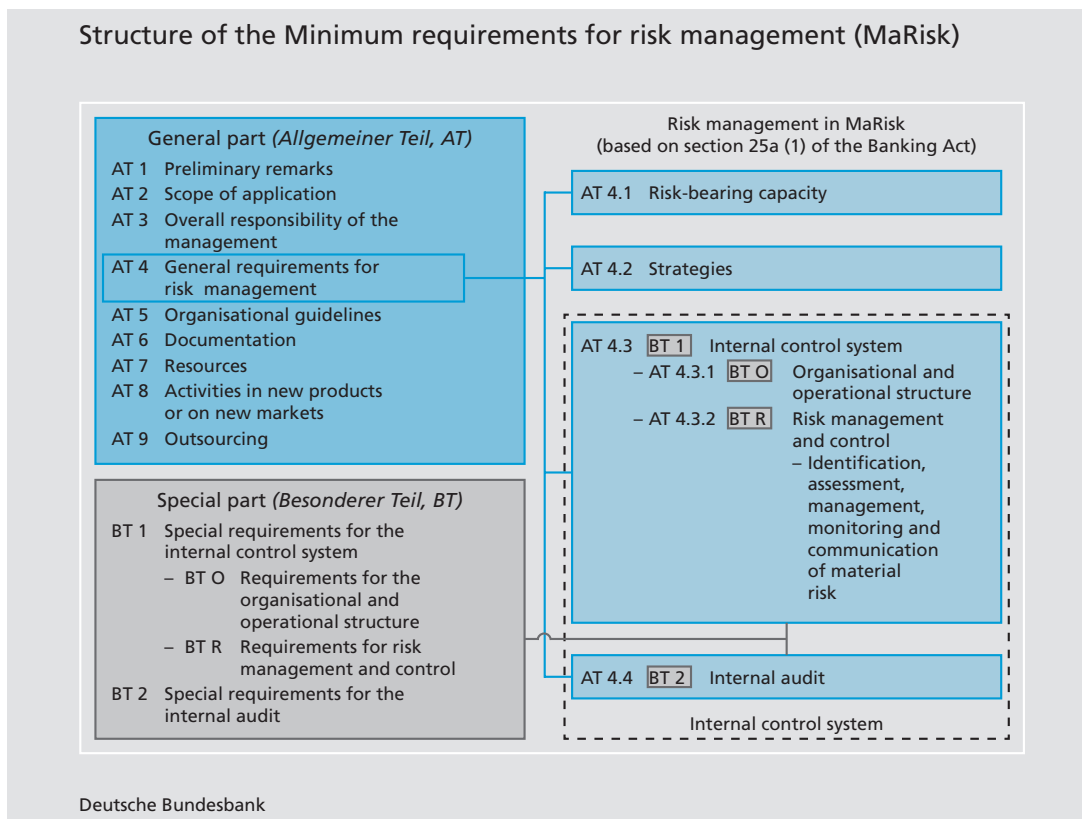 Structure of the Minimum requirements for risk management (MaRisk)
General part (Allgemeiner Teil, AT)
AT 1 Preliminary remarks
AT 2 Scope of application
AT 3 Overall responsibility of the
management
AT 4 General requirements for
risk management
AT 5 Organisational guidelines
AT 6 Documentation
AT 7 Resources
AT 8 Activities in new products
or on new markets
AT 9 Outsourcing
Special part (Besonderer Teil, BT)
BT 1 Special requirements for the
internal control system
– BT O Requirements for the
organisational and
operational structure
– BT R Requirements for risk
management and control
BT 2 Special requirements for the
internal audit
Risk management in MaRisk
(based on section 25a (1) of the Banking Act)
AT 4.1 Risk-bearing capacity
AT 4.2 Strategies
AT 4.3 BT 1 Internal control system
– AT 4.3.1 BT O Organisational and
operational structure
– AT 4.3.2 BT R Risk management
and control
– Identification,
assessment,
management,
monitoring and
communication
of material
risk
AT 4.4 BT 2 Internal audit
Internal control system
Deutsche Bundesbank